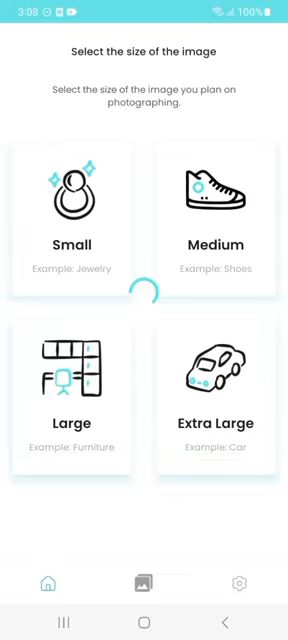 3:08
100%
Select the size of the image
Select the size of the image you plan on
photographing.
Small
Example: Jewelry
Medium
Example: Shoes
Large
Example: Furniture
Extra Large
Example: Car